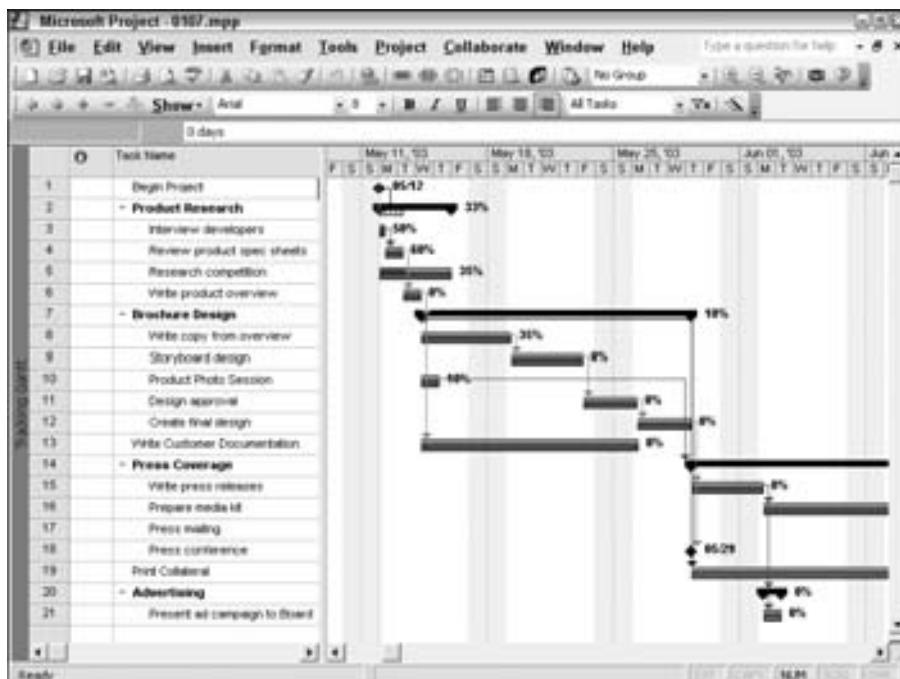 Microsoft Project - 0107.mpp
File Edit View Insert Format Tools Project Collaborate Window Help Type a question for help
No Group
Show Arial 8 B I U All Tasks
0 days
Task Name May 11, '03 May 18, '03 May 25, '03 Jun 01, '03 Jun
F S S M T W T F S S M T W T F S S M T W T F S S M T W T F S S
1 Begin Project 05/12
2 - Product Research 33%
3 Interview developers 50%
4 Review product spec sheets 60%
5 Research competition 35%
6 Write product overview 0%
7 - Brochure Design 10%
8 Write copy from overview 35%
9 Storyboard design 0%
10 Product Photo Session
11 Design approval 0%
12 Create final design 0%
13 Write Customer Documentation 0%
14 - Press Coverage
15 Write press releases 0%
16 Prepare media kit
17 Press mailing
18 Press conference 05/29
19 Print Collateral
20 - Advertising 0%
21 Present ad campaign to Board 0%
Tracking Gantt
Ready NUM